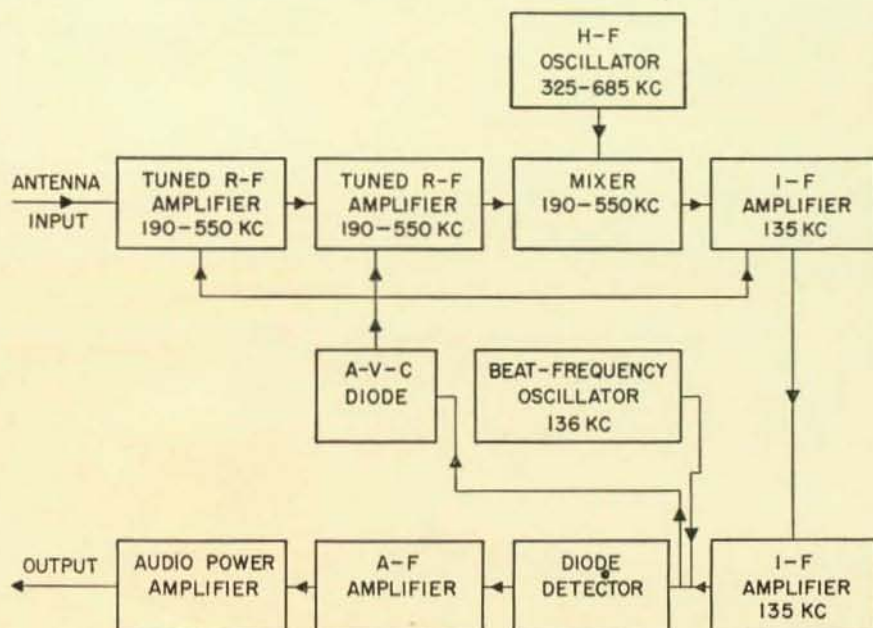 H-F
OSCILLATOR
325-685 KC
ANTENNA
INPUT
TUNED R-F
AMPLIFIER
190-550 KC
TUNED R-F
AMPLIFIER
190-550 KC
MIXER
190-550KC
I-F
AMPLIFIER
135 KC
A-V-C
DIODE
BEAT-FREQUENCY
OSCILLATOR
136 KC
OUTPUT
AUDIO POWER
AMPLIFIER
A-F
AMPLIFIER
DIODE
DETECTOR
I-F
AMPLIFIER
135 KC